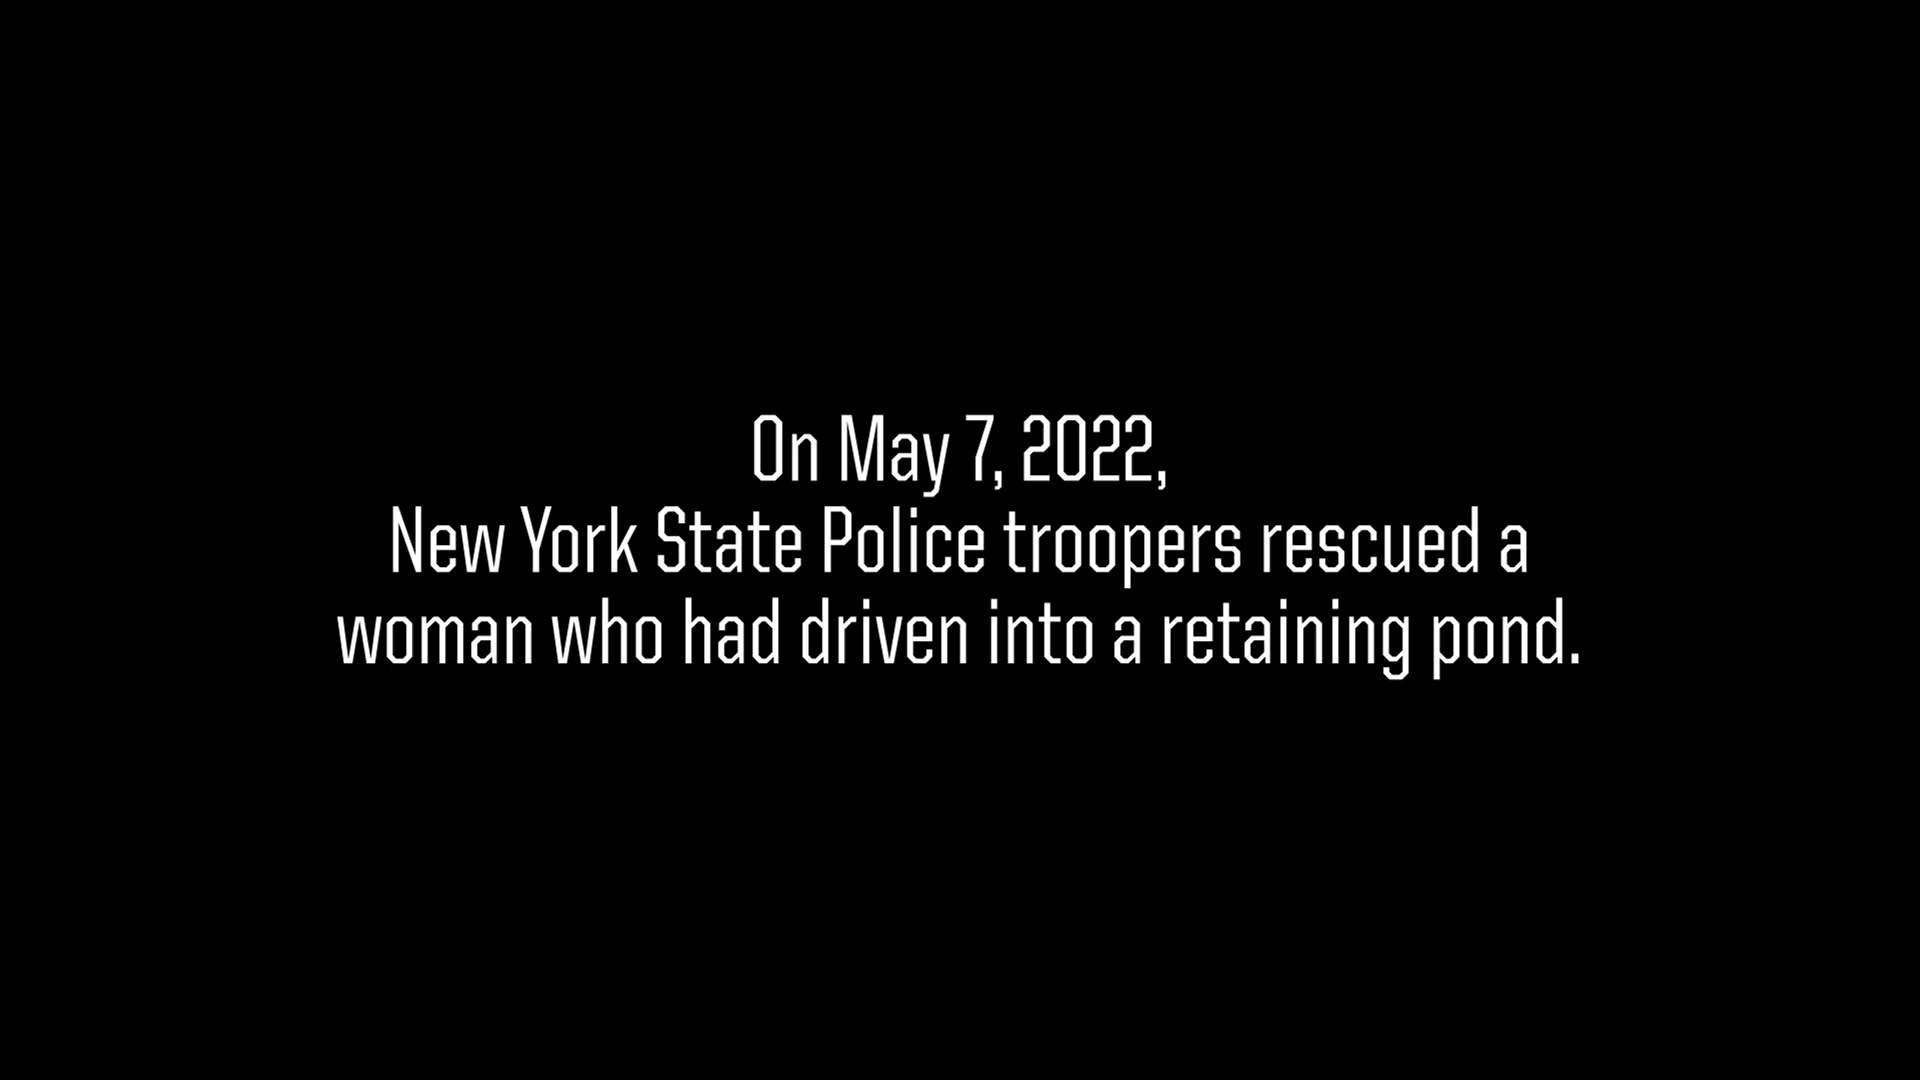 On May 7, 2022,
New York State Police troopers rescued a
woman who had driven into a retaining pond.